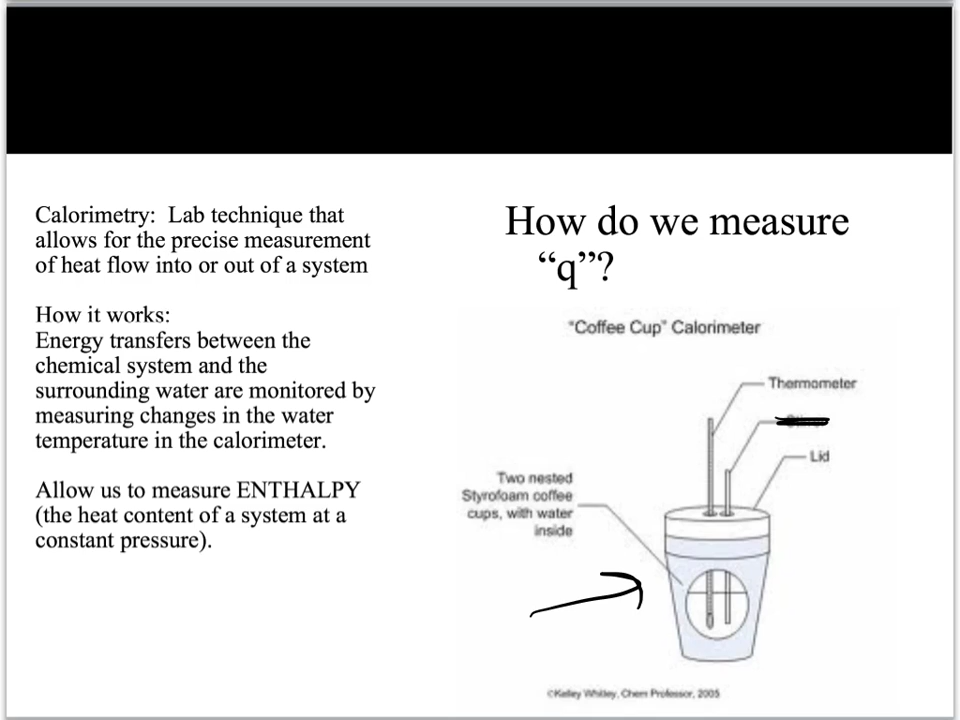 Calorimetry:  Lab technique that
allows for the precise measurement
of heat flow into or out of a system
How it works:
Energy transfers between the
chemical system and the
surrounding water are monitored by
measuring changes in the water
temperature in the calorimeter.
Allow us to measure ENTHALPY
(the heat content of a system at a
constant pressure).
How do we measure
“q”?
"Coffee Cup" Calorimeter
Thermometer
Lid
Two nested
Styrofoam coffee
cups, with water
inside
©Kelley Whitley, Chem Professor, 2005